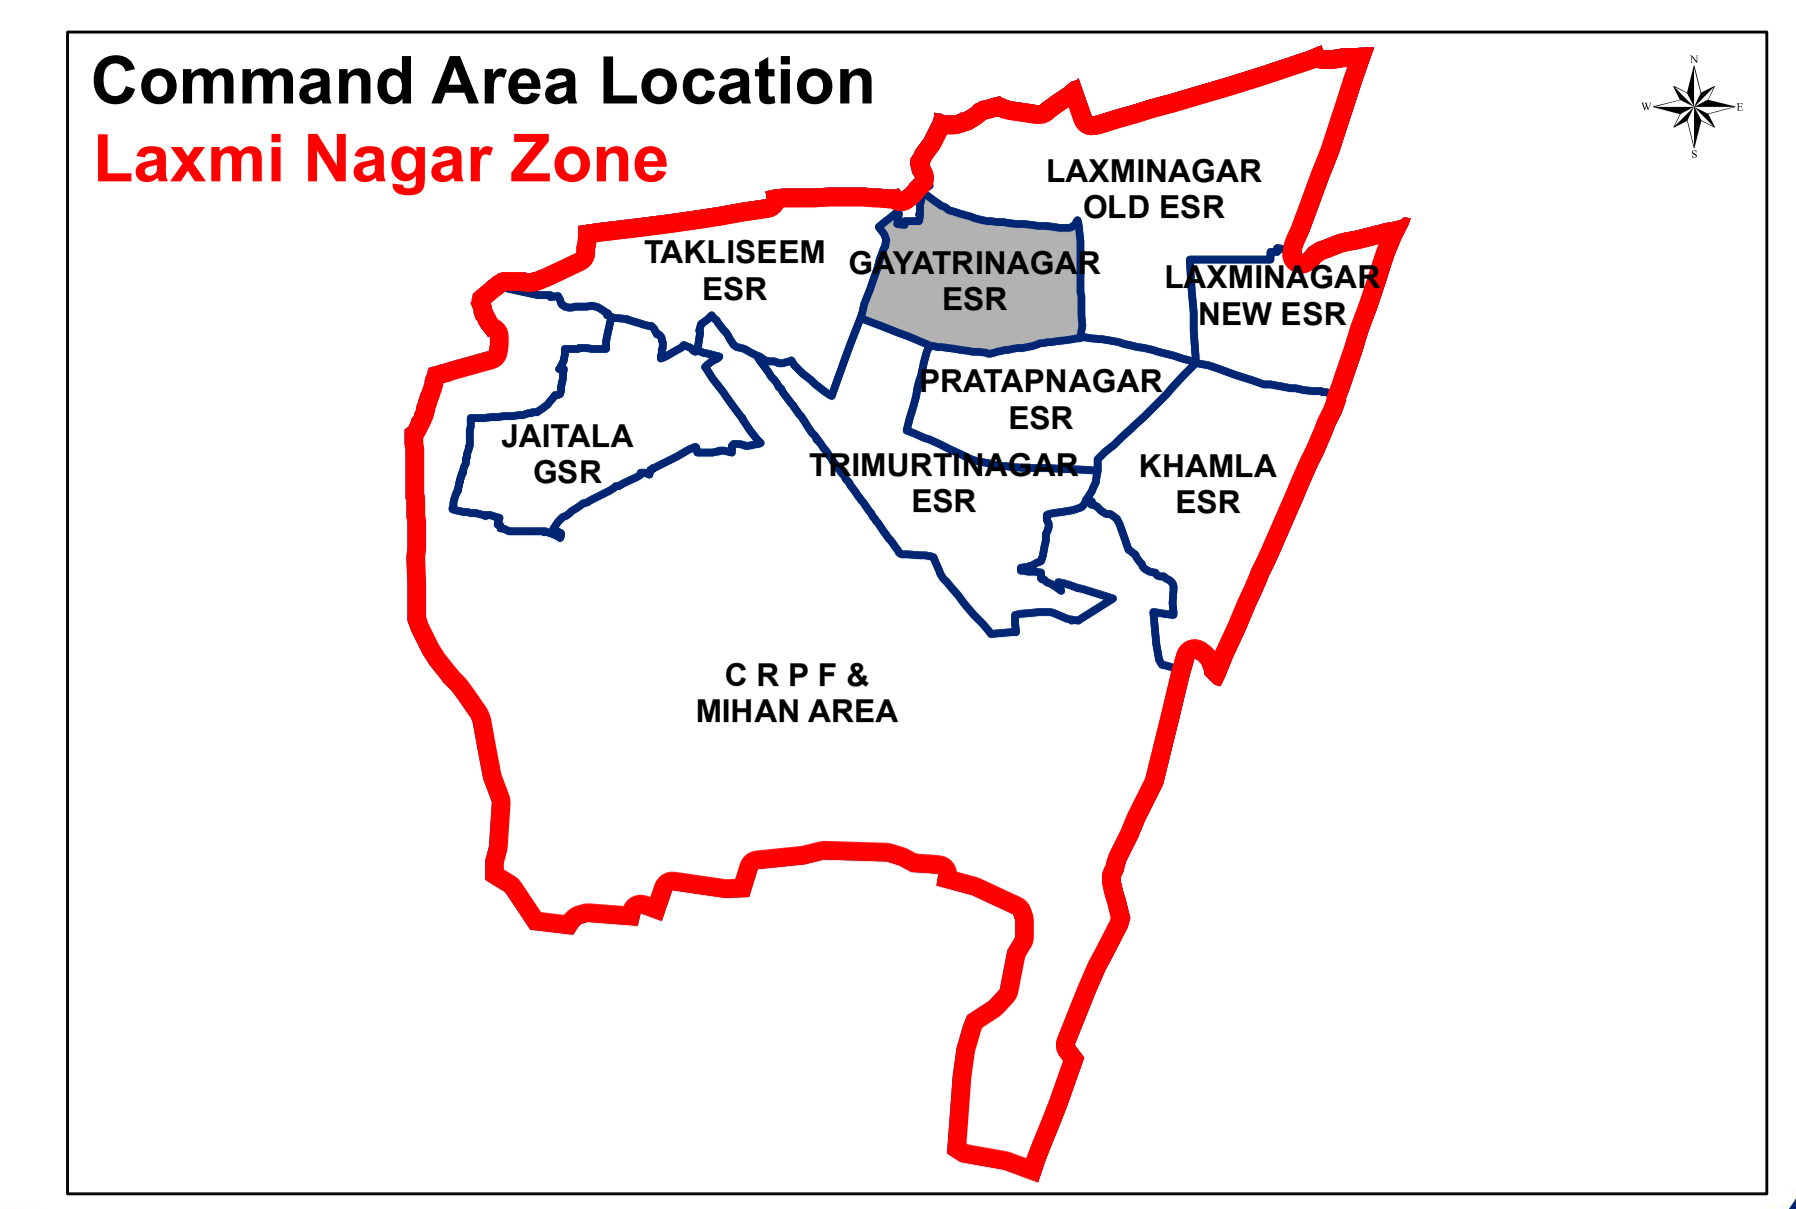 Command Area Location
Laxmi Nagar Zone
N
W
E
S
LAXMINAGAR
OLD ESR
TAKLISEEM
ESR
GAYATRINAGAR
ESR
LAXMINAGAR
NEW ESR
PRATAPNAGAR
ESR
JAITALA
GSR
TRIMURTINAGAR
ESR
KHAMLA
ESR
C R P F &
MIHAN AREA